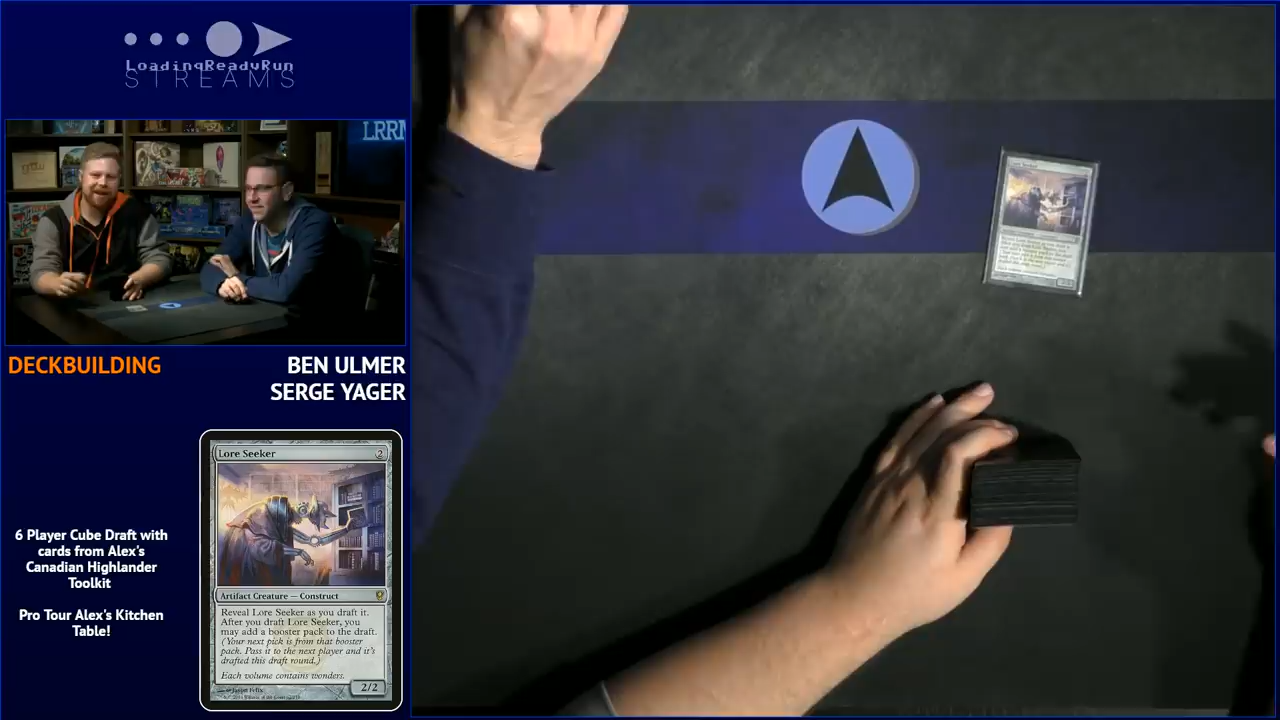 LoadingReadyRun
STREAMS
LRR
DECKBUILDING
BEN ULMER
SERGE YAGER
Lore Seeker 2
Artifact Creature — Construct
Reveal Lore Seeker as you draft it.
After you draft Lore Seeker, you
may add a booster pack to the draft.
(Your next pick is from that booster
pack. Pass it to the next player and it's
drafted this draft round.)
Each volume contains wonders.
2/2
6 Player Cube Draft with
cards from Alex's
Canadian Highlander
Toolkit
Pro Tour Alex's Kitchen
Table!
Lore Seeker